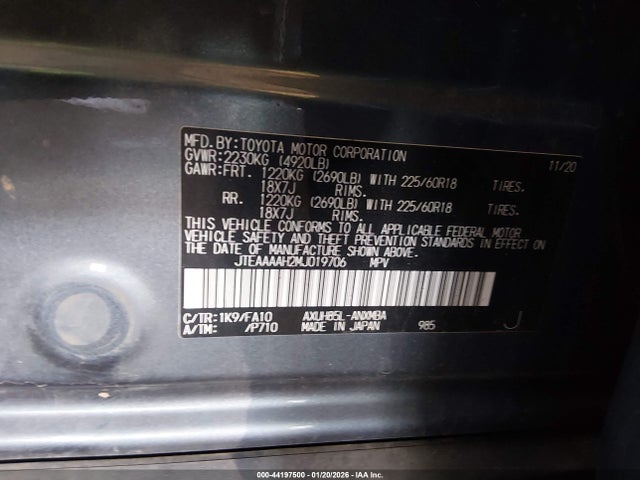 MFD. BY: TOYOTA MOTOR CORPORATION 11/20
GVWR: 2230KG (4920LB)
GAWR: FRT. 1220KG (2690LB) WITH 225/60R18 TIRES.
18X7J RIMS.
RR. 1220KG (2690LB) WITH 225/60R18 TIRES.
18X7J RIMS.
THIS VEHICLE CONFORMS TO ALL APPLICABLE FEDERAL MOTOR
VEHICLE SAFETY AND THEFT PREVENTION STANDARDS IN EFFECT ON
THE DATE OF MANUFACTURE SHOWN ABOVE.
JTEAAAAH2MJ019706 MPV
C/TR: 1K9/FA10 AXUH85L-ANXMBA J
A/TM: /P710 MADE IN JAPAN 985
000-44197500 - 01/20/2026 - IAA Inc.